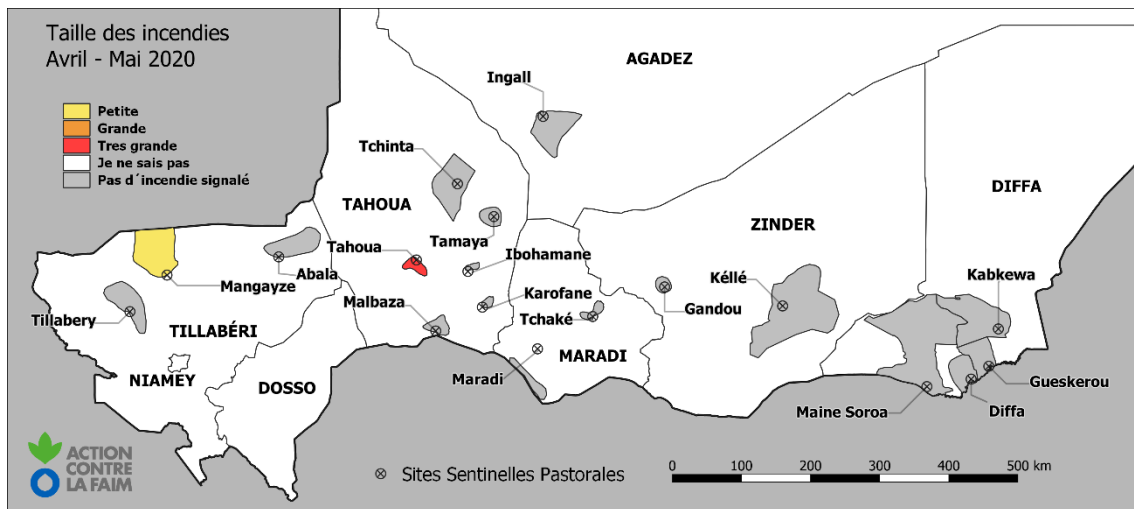 Taille des incendies
Avril - Mai 2020
Petite
Grande
Tres grande
Je ne sais pas
Pas d´incendie signalé
AGADEZ
Ingall
Tchinta
DIFFA
TAHOUA
ZINDER
Tamaya
Tahoua
Ibohamane
Kéllé
Kabkewa
Abala
Mangayze
Karofane
Malbaza
Gandou
Tillabery
TILLABÉRI
Tchaké
MARADI
NIAMEY
DOSSO
Maradi
Gueskerou
Maine Soroa
Diffa
ACTION
CONTRE
LA FAIM
Sites Sentinelles Pastorales
0 100 200 300 400 500 km